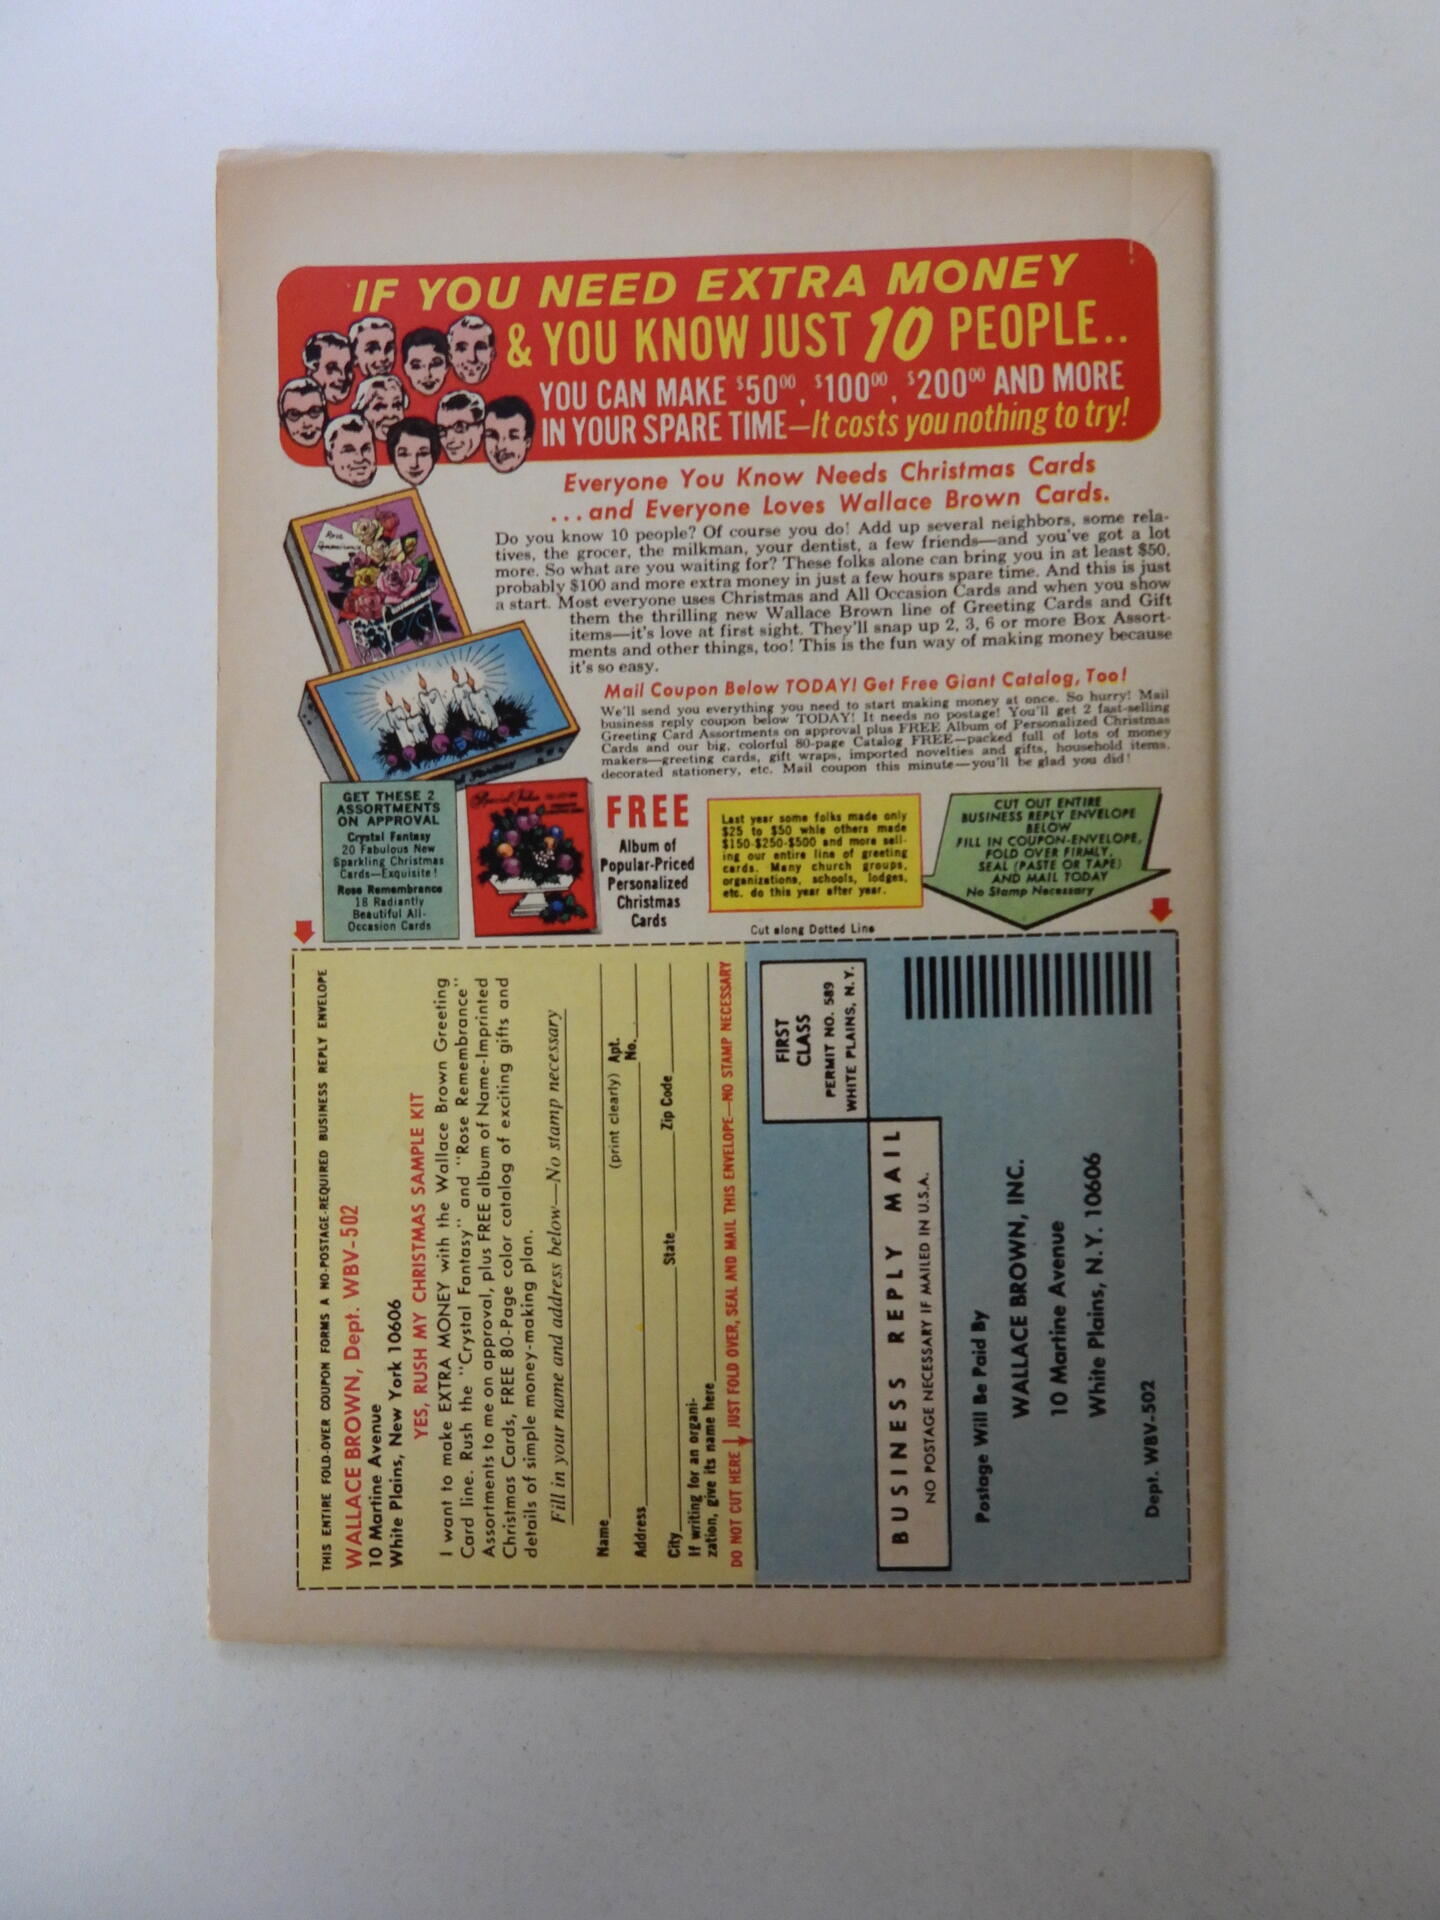 IF YOU NEED EXTRA MONEY
& YOU KNOW JUST 10 PEOPLE..
YOU CAN MAKE $50⁰⁰, $100⁰⁰, $200⁰⁰ AND MORE
IN YOUR SPARE TIME—It costs you nothing to try!
Everyone You Know Needs Christmas Cards
...and Everyone Loves Wallace Brown Cards.
Do you know 10 people? Of course you do! Add up several neighbors, some rela-
tives, the grocer, the milkman, your dentist, a few friends—and you've got a lot
more. So what are you waiting for? These folks alone can bring you in at least $50,
probably $100 and more extra money in just a few hours spare time. And this is just
a start. Most everyone uses Christmas and All Occasion Cards and when you show
them the thrilling new Wallace Brown line of Greeting Cards and Gift
items—it's love at first sight. They'll snap up 2, 3, 6 or more Box Assort-
ments and other things, too! This is the fun way of making money because
it's so easy.
Mail Coupon Below TODAY! Get Free Giant Catalog, Too!
We'll send you everything you need to start making money at once. So hurry! Mail
business reply coupon below TODAY! It needs no postage! You'll get 2 fast-selling
Greeting Card Assortments on approval plus FREE Album of Personalized Christmas
Cards and our big, colorful 80-page Catalog FREE—packed full of lots of money
makers—greeting cards, gift wraps, imported novelties and gifts, household items,
decorated stationery, etc. Mail coupon this minute—you'll be glad you did!
Rose
GET THESE 2
ASSORTMENTS
ON APPROVAL
Crystal Fantasy
20 Fabulous New
Sparkling Christmas
Cards—Exquisite!
Rose Remembrance
18 Radiantly
Beautiful All-
Occasion Cards
FREE
Album of
Popular-Priced
Personalized
Christmas
Cards
Last year some folks made only
$25 to $50 while others made
$150-$250-$500 and more sell-
ing our entire line of greeting
cards. Many church groups,
organizations, schools, lodges,
etc. do this year after year.
CUT OUT ENTIRE
BUSINESS REPLY ENVELOPE
BELOW
FILL IN COUPON-ENVELOPE,
FOLD OVER FIRMLY,
SEAL (PASTE OR TAPE)
AND MAIL TODAY
No Stamp Necessary
Cut along Dotted Line
THIS ENTIRE FOLD-OVER COUPON FORMS A NO-POSTAGE-REQUIRED BUSINESS REPLY ENVELOPE
WALLACE BROWN, Dept. WBV-502
10 Martine Avenue
White Plains, New York 10606
YES, RUSH MY CHRISTMAS SAMPLE KIT
I want to make EXTRA MONEY with the Wallace Brown Greeting
Card line. Rush the "Crystal Fantasy" and "Rose Remembrance"
Assortments to me on approval, plus FREE album of Name-Imprinted
Christmas Cards, FREE 80-Page color catalog of exciting gifts and
details of simple money-making plan.
Fill in your name and address below—No stamp necessary
Name (print clearly) Apt.
Address No.
City State Zip Code
If writing for an organi-
zation, give its name here
DO NOT CUT HERE JUST FOLD OVER, SEAL AND MAIL THIS ENVELOPE—NO STAMP NECESSARY
FIRST
CLASS
PERMIT NO. 589
WHITE PLAINS, N.Y.
BUSINESS REPLY MAIL
NO POSTAGE NECESSARY IF MAILED IN U.S.A.
Postage Will Be Paid By
WALLACE BROWN, INC.
10 Martine Avenue
White Plains, N. Y. 10606
Dept. WBV-502